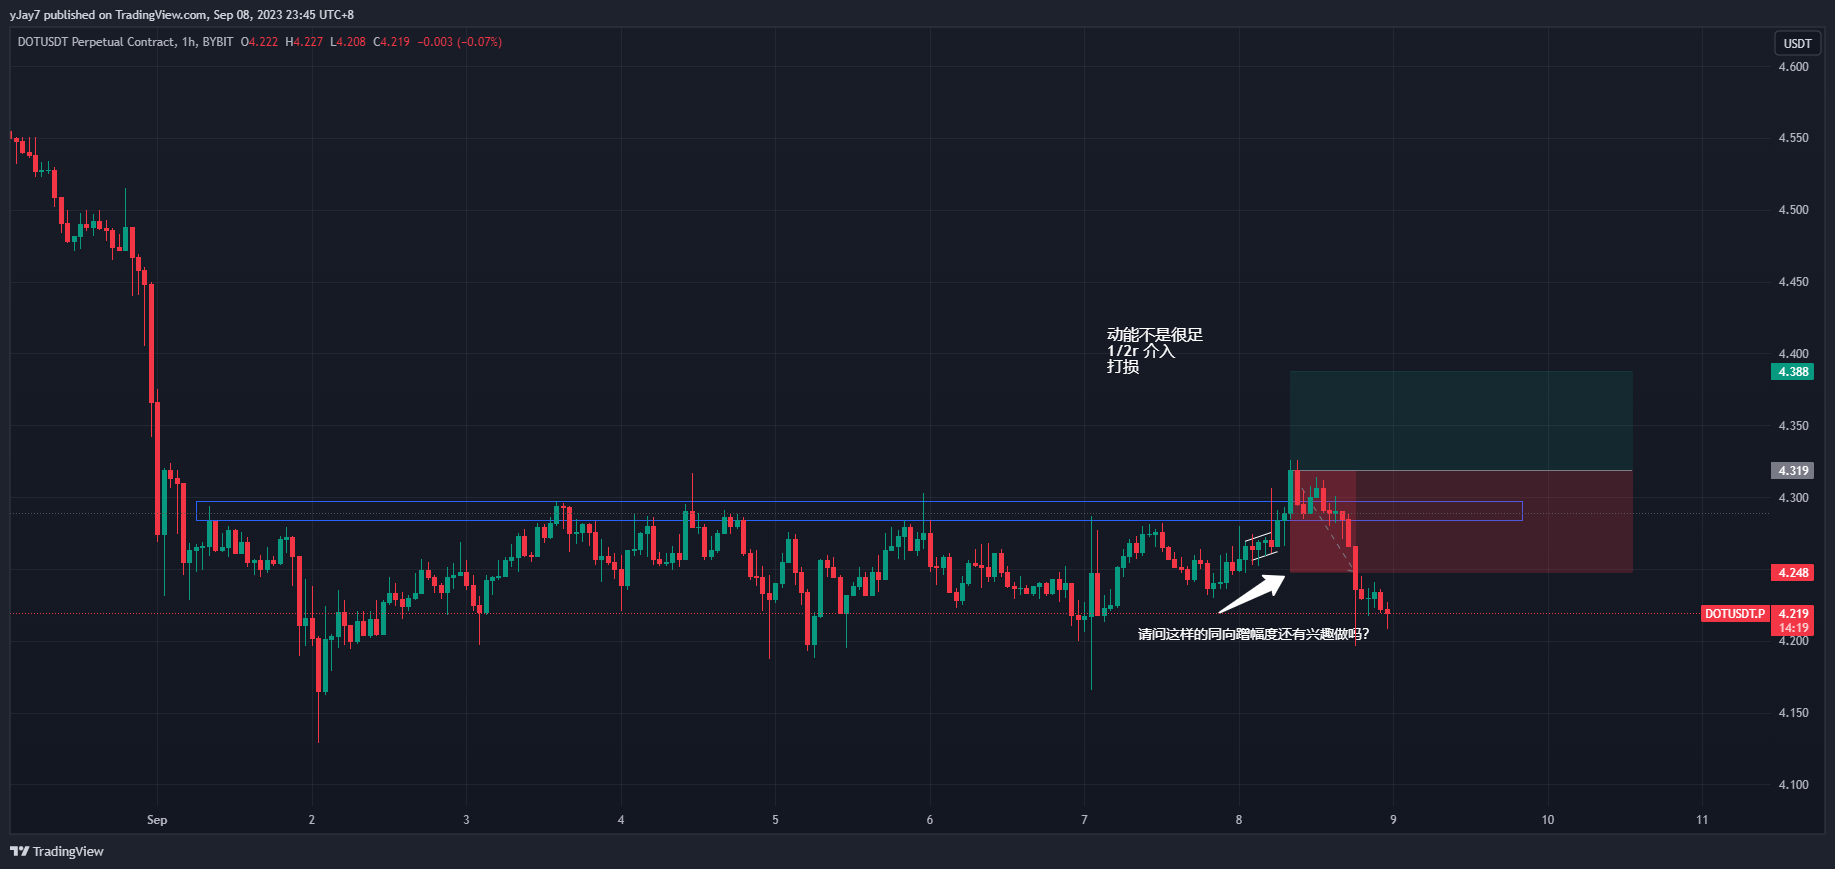 yJay7 published on TradingView.com, Sep 08, 2023 23:45 UTC+8
DOTUSDT Perpetual Contract, 1h, BYBIT O4.222 H4.227 L4.208 C4.219 −0.003 (−0.07%)
USDT
4.600
4.550
4.500
4.450
动能不是很足
1/2r 介入
打损
4.400
4.388
4.350
4.319
4.300
4.248
DOTUSDT.P 4.219
14:19
请问这样的同向蹭幅度还有兴趣做吗?
4.200
4.150
4.100
Sep 2 3 4 5 6 7 8 9 10 11
TradingView